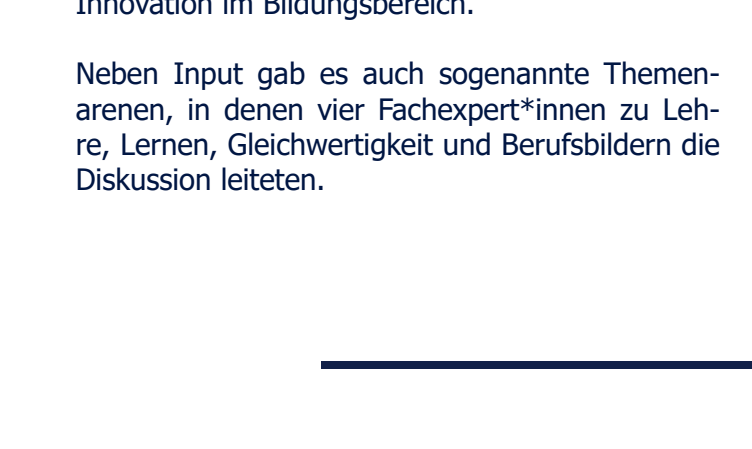 Innovation im Bildungsbereich.
Neben Input gab es auch sogenannte Themen-
arenen, in denen vier Fachexpert*innen zu Leh-
re, Lernen, Gleichwertigkeit und Berufsbildern die
Diskussion leiteten.